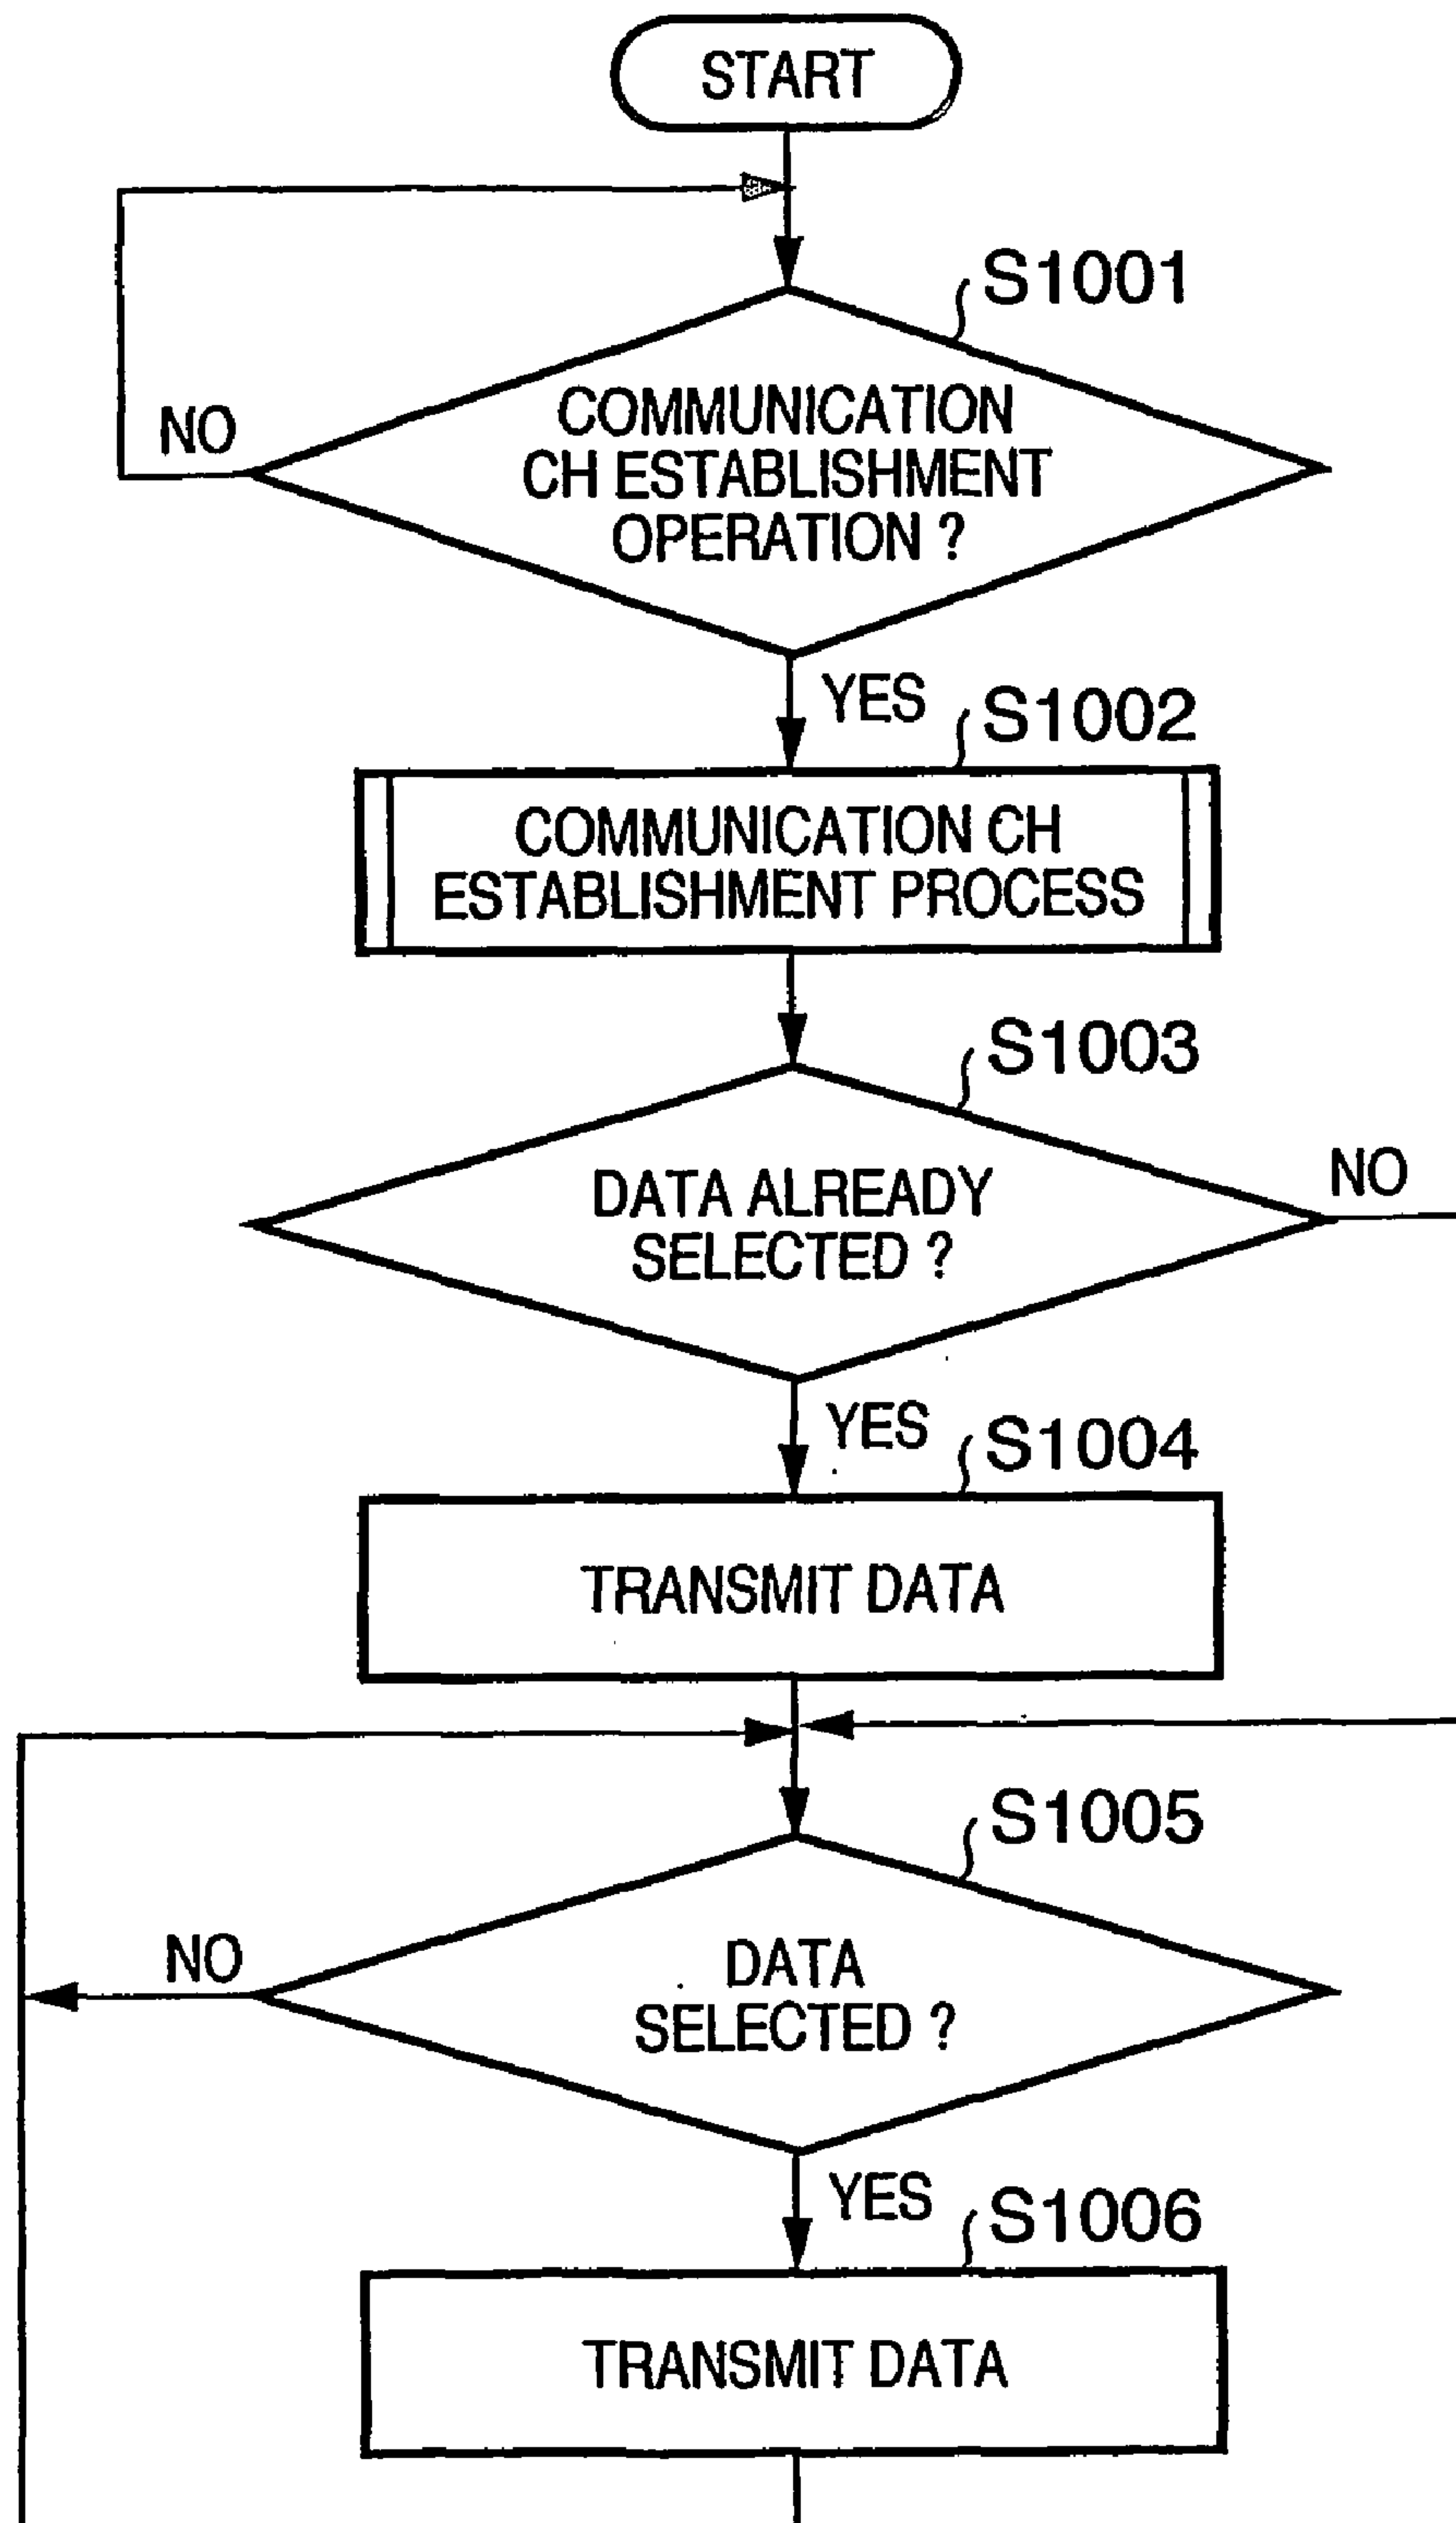 START
S1001
COMMUNICATION
CH ESTABLISHMENT
OPERATION ?
NO
YES
S1002
COMMUNICATION CH
ESTABLISHMENT PROCESS
S1003
DATA ALREADY
SELECTED ?
NO
YES
S1004
TRANSMIT DATA
S1005
DATA
SELECTED ?
NO
YES
S1006
TRANSMIT DATA